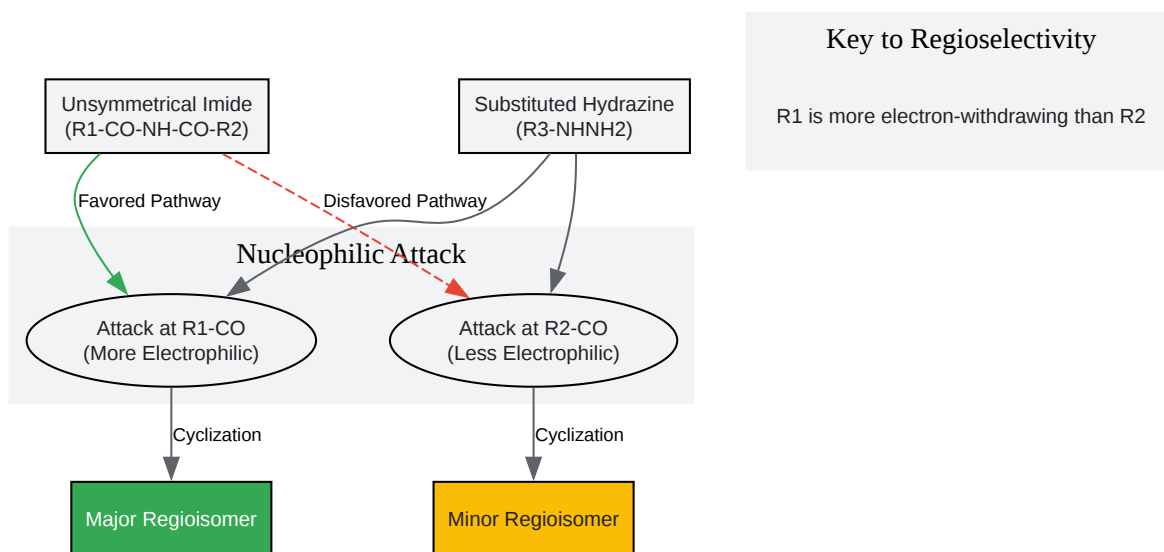 Key to Regioselectivity
Unsymmetrical Imide
(R1-CO-NH-CO-R2)
Substituted Hydrazine
(R3-NHNH2)
R1 is more electron-withdrawing than R2
Favored Pathway
Disfavored Pathway
Nucleophilic Attack
Attack at R1-CO
(More Electrophilic)
Attack at R2-CO
(Less Electrophilic)
Cyclization
Cyclization
Major Regioisomer
Minor Regioisomer